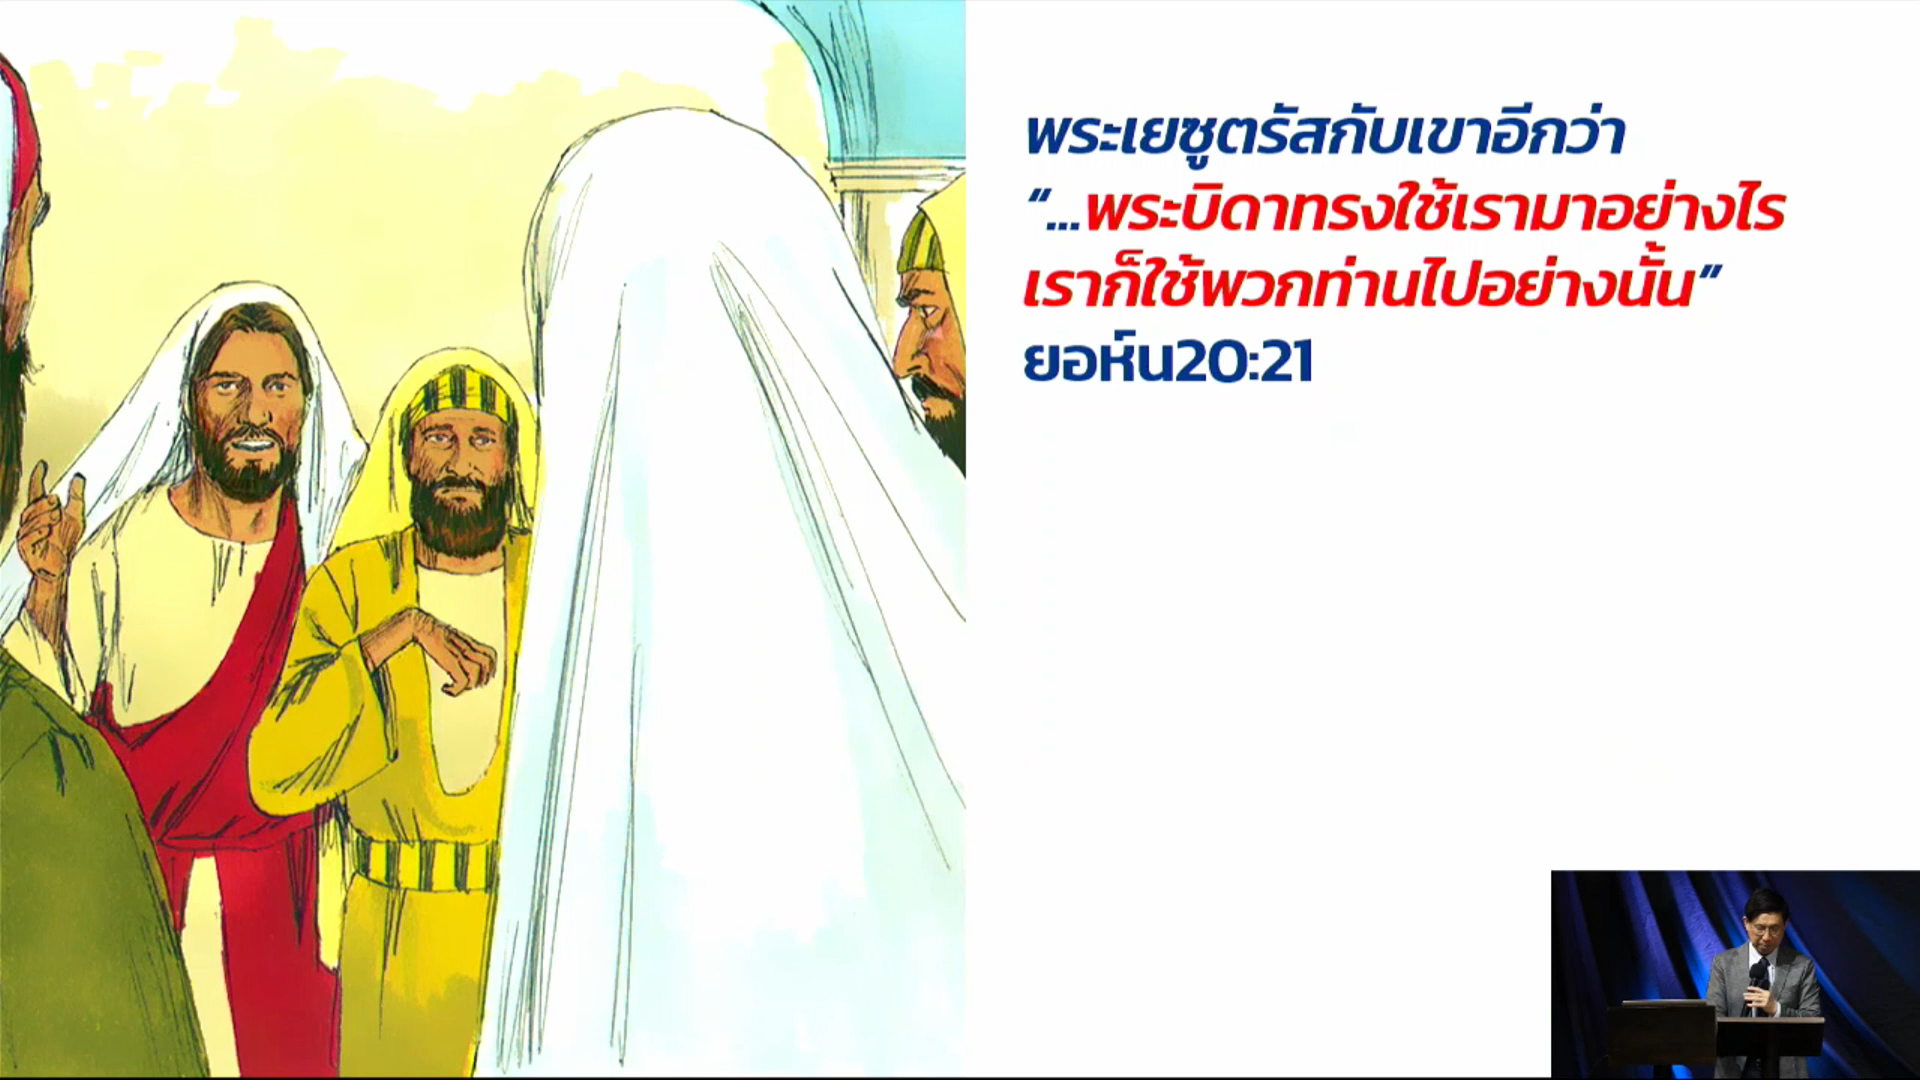 พระเยซูตรัสกับเขาอีกว่า
“...พระบิดาทรงใช้เรามาอย่างไร
เราก็ใช้พวกท่านไปอย่างนั้น”
ยอห์น20:21